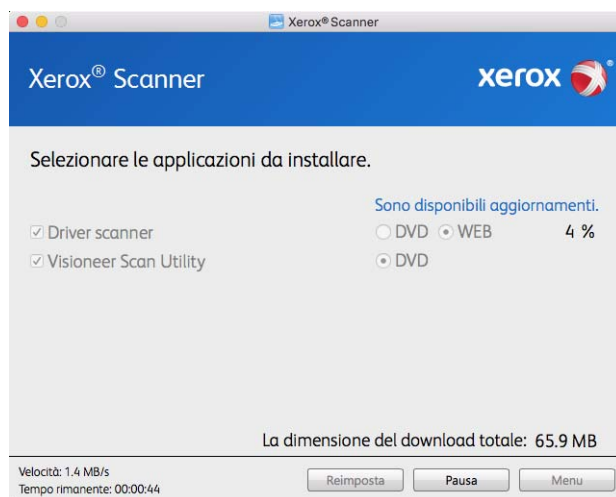 Xerox® Scanner
Xerox® Scanner
xerox®
Selezionare le applicazioni da installare.
Sono disponibili aggiornamenti.
Driver scanner DVD WEB 4 %
Visioneer Scan Utility DVD
La dimensione del download totale: 65.9 MB
Velocità: 1.4 MB/s
Tempo rimanente: 00:00:44
Reimposta Pausa Menu